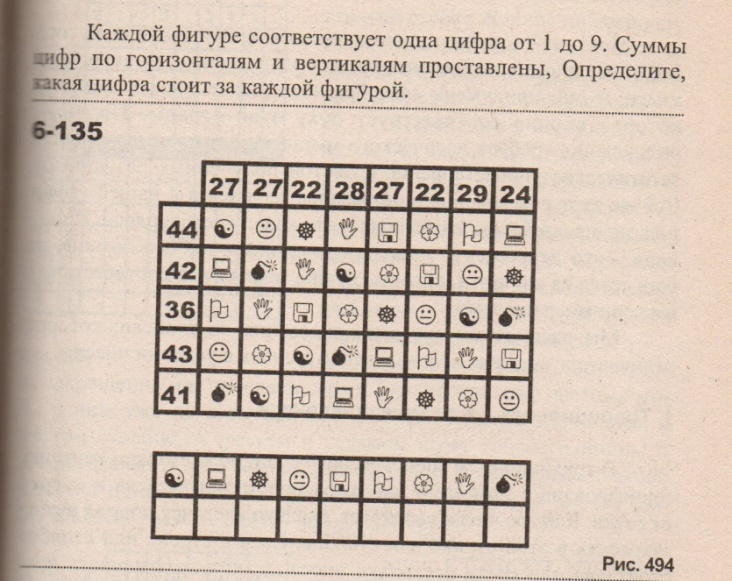 Каждой фигуре соответствует одна цифра от 1 до 9. Суммы
цифр по горизонталям и вертикалям проставлены, Определите,
какая цифра стоит за каждой фигурой.
6-135
27 27 22 28 27 22 29 24
44
42
36
43
41
Рис. 494